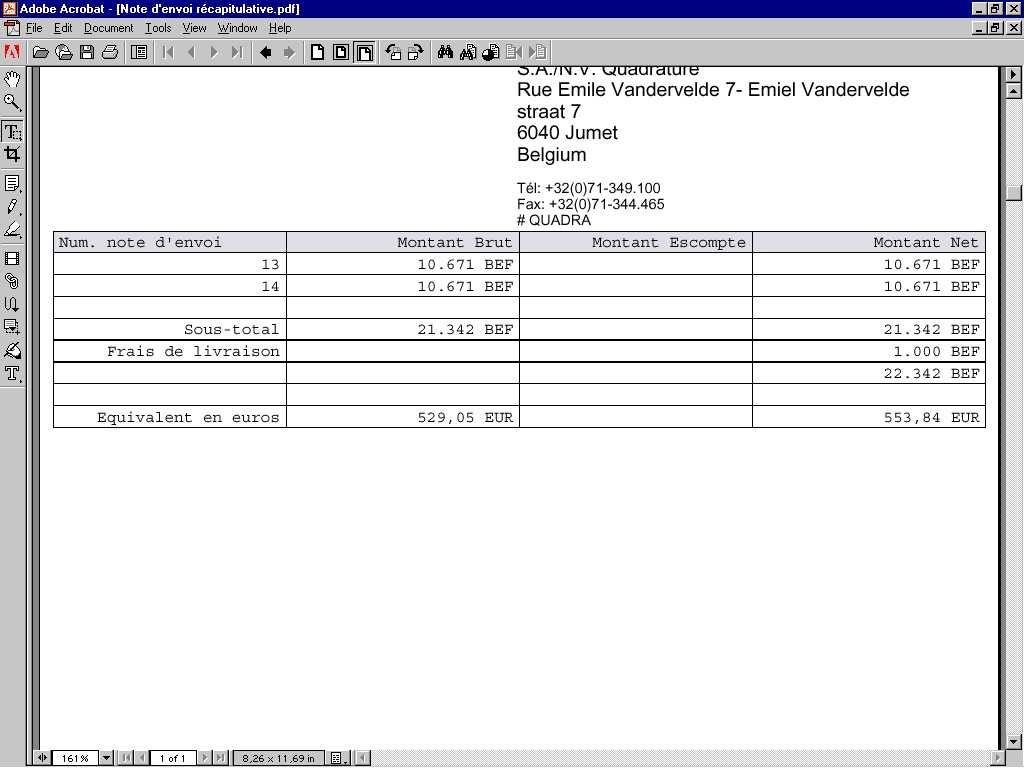 Adobe Acrobat - [Note d'envoi récapitulative.pdf]
File Edit Document Tools View Window Help
S.A./N.V. Quadrature
Rue Emile Vandervelde 7- Emiel Vandervelde
straat 7
6040 Jumet
Belgium
Tél: +32(0)71-349.100
Fax: +32(0)71-344.465
# QUADRA
Num. note d'envoi Montant Brut Montant Escompte Montant Net
13 10.671 BEF 10.671 BEF
14 10.671 BEF 10.671 BEF
Sous-total 21.342 BEF 21.342 BEF
Frais de livraison 1.000 BEF
22.342 BEF
Equivalent en euros 529,05 EUR 553,84 EUR
161% 1 of 1 8,26 x 11,69 in